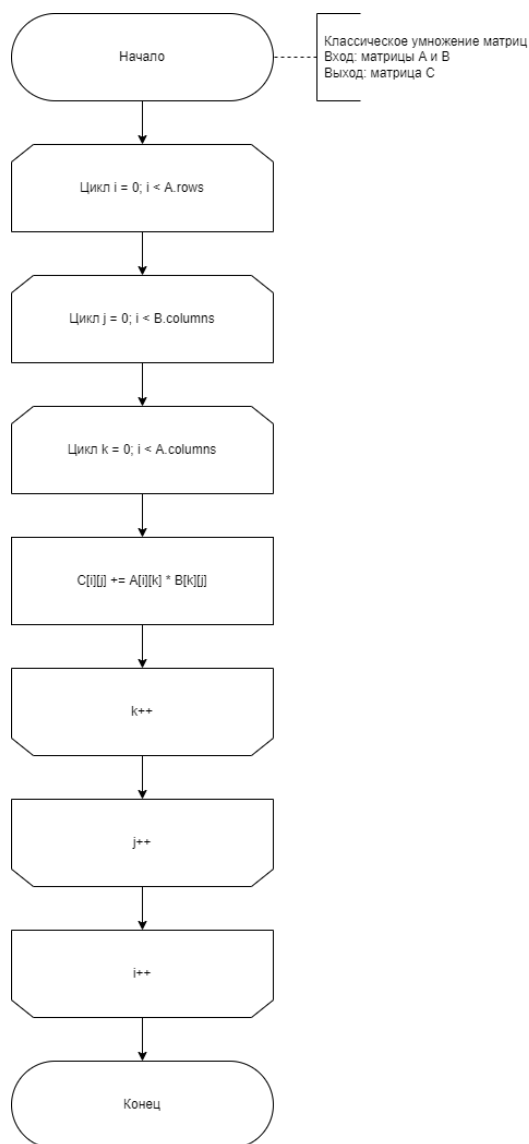 Начало
Классическое умножение матриц
Вход: матрицы А и В
Выход: матрица С
Цикл i = 0; i < A.rows
Цикл j = 0; i < B.columns
Цикл k = 0; i < A.columns
C[i][j] += A[i][k] * B[k][j]
k++
j++
i++
Конец